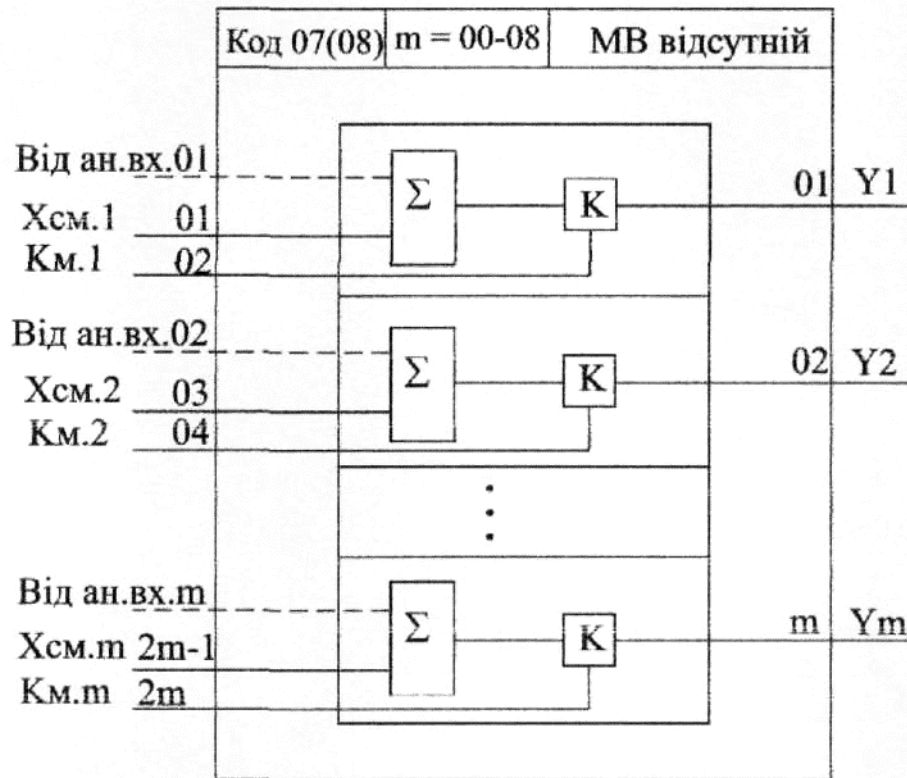 Код 07(08) m = 00-08 МВ відсутній
Від ан.вх.01
Σ
01 Y1
K
Хсм.1 01
Км.1 02
Від ан.вх.02
Σ
02 Y2
K
Хсм.2 03
Км.2 04
Від ан.вх.m
Σ
m Ym
K
Хсм.m 2m-1
Км.m 2m